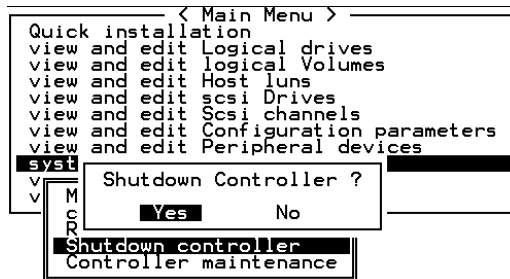 < Main Menu >
Quick installation
view and edit Logical drives
view and edit logical Volumes
view and edit Host luns
view and edit scsi Drives
view and edit Scsi channels
view and edit Configuration parameters
view and edit Peripheral devices
syst
v
v
Shutdown Controller ?
Yes No
M
c
R
Shutdown controller
Controller maintenance